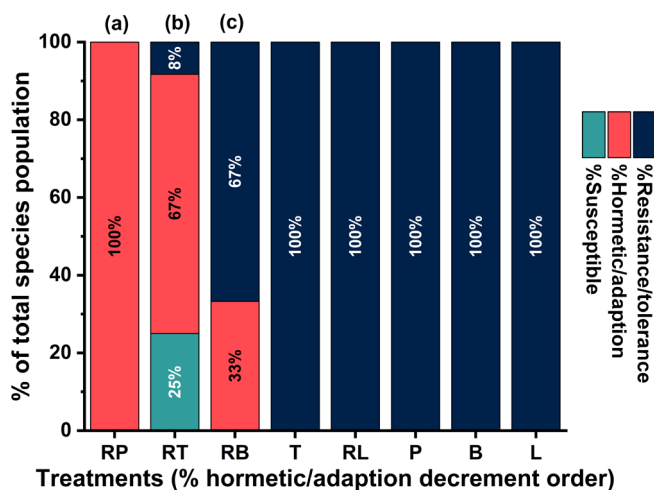 (a) (b) (c)
% of total species population
100
80
60
40
20
0
100%
8%
67%
25%
67%
33%
100%
100%
100%
100%
100%
RP RT RB T RL P B L
Treatments (% hormetic/adaption decrement order)
%Susceptible
%Hormetic/adaption
%Resistance/tolerance